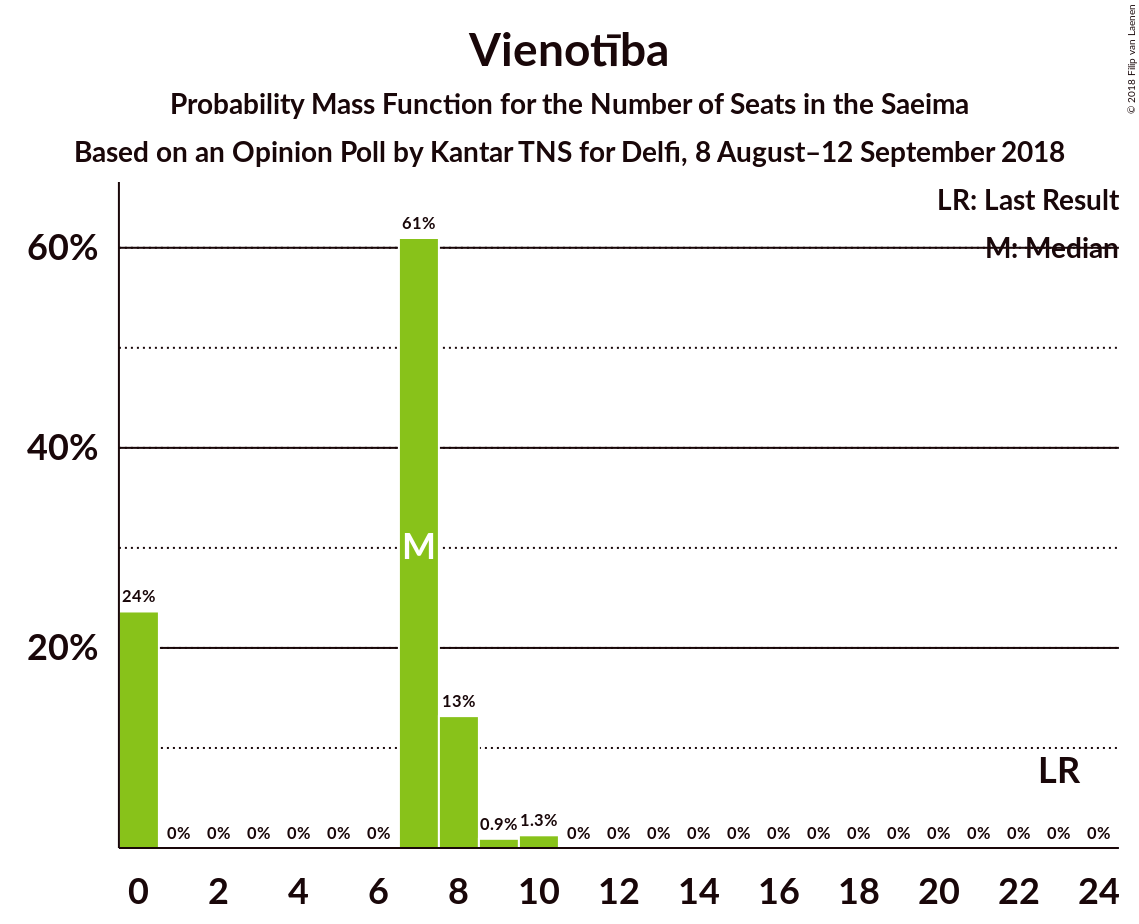 Vienotība
Probability Mass Function for the Number of Seats in the Saeima
Based on an Opinion Poll by Kantar TNS for Delfi, 8 August–12 September 2018
© 2018 Filip van Laenen
LR: Last Result
M: Median
60%
40%
20%
61%
M
24%
13%
LR
0% 0% 0% 0% 0% 0% 0.9% 1.3% 0% 0% 0% 0% 0% 0% 0% 0% 0% 0% 0% 0% 0% 0%
0 2 4 6 8 10 12 14 16 18 20 22 24